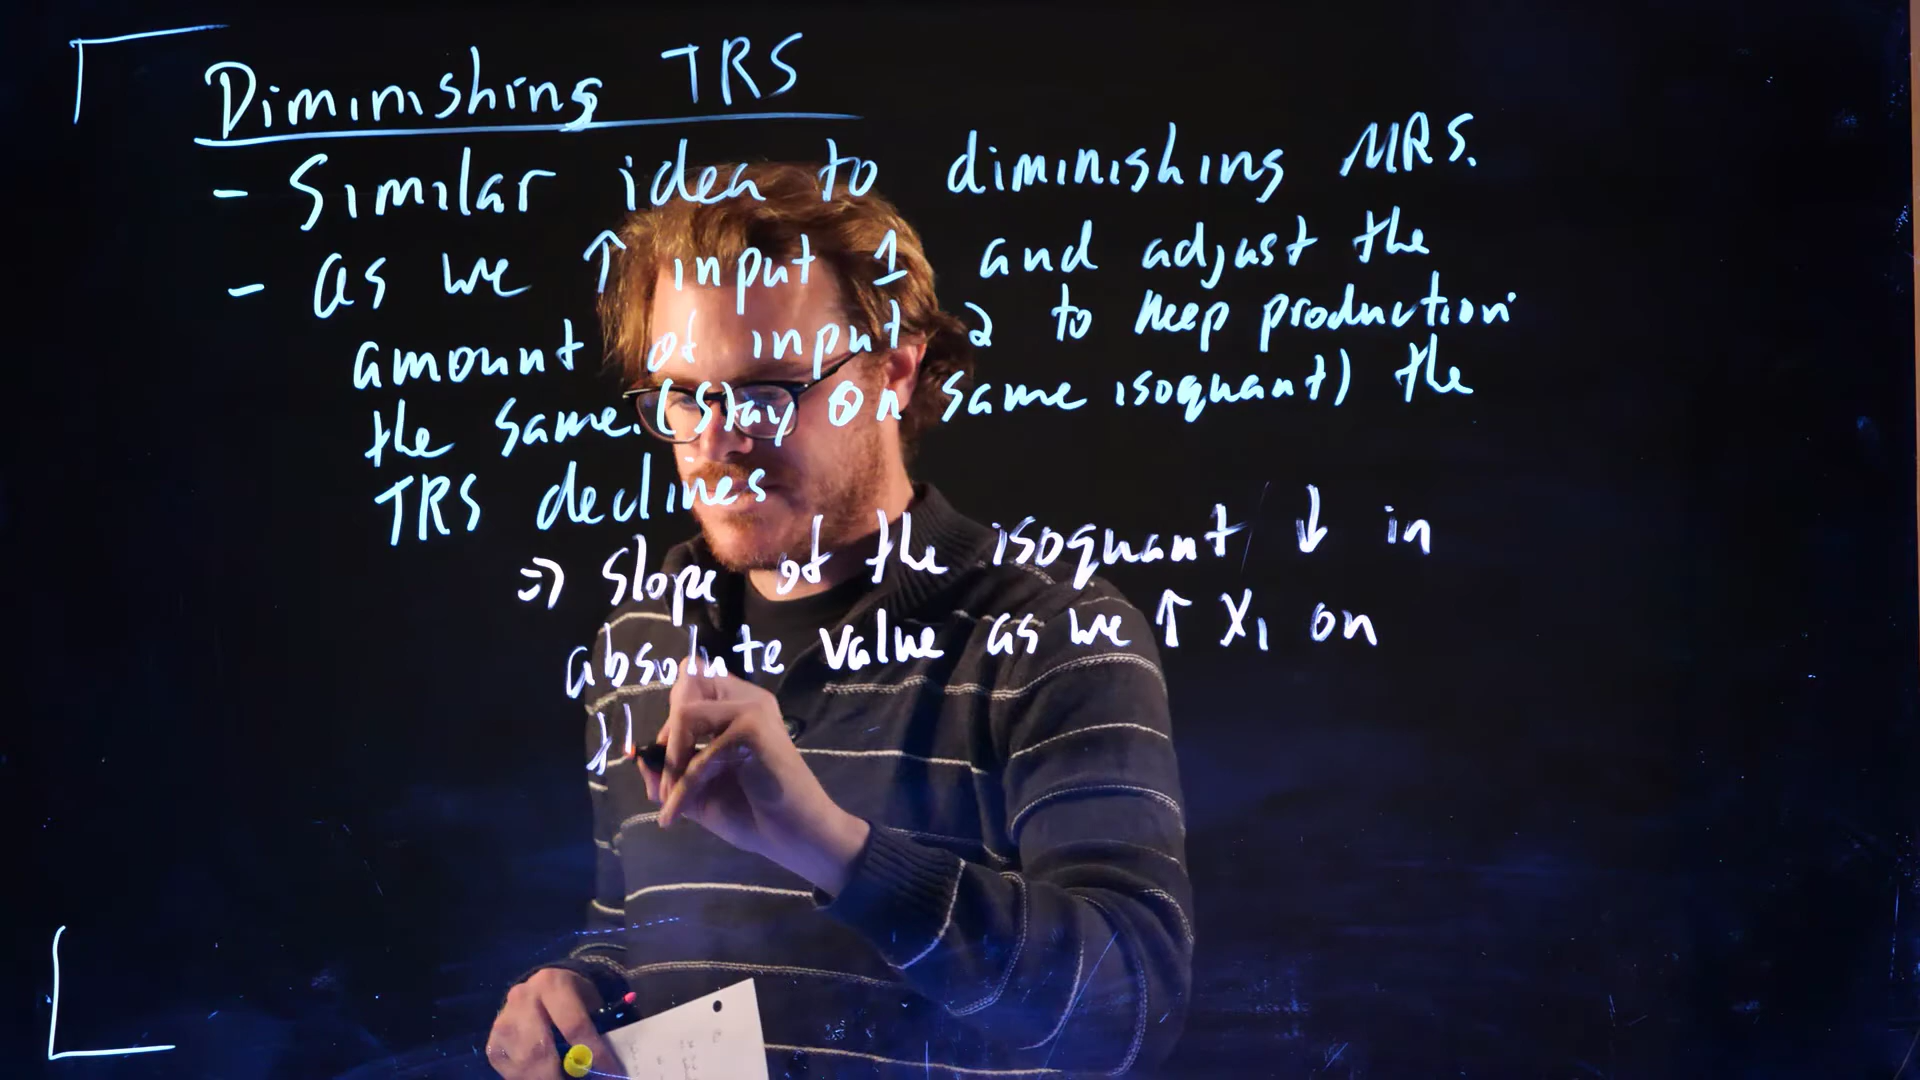 Diminishing TRS
- Similar idea to diminishing MRS.
- as we ↑ input 1 and adjust the
amount of input 2 to keep production
the same. (stay on same isoquant) the
TRS declines
⇒ Slope of the isoquant ↓ in
absolute value as we ↑ X₁ on
th